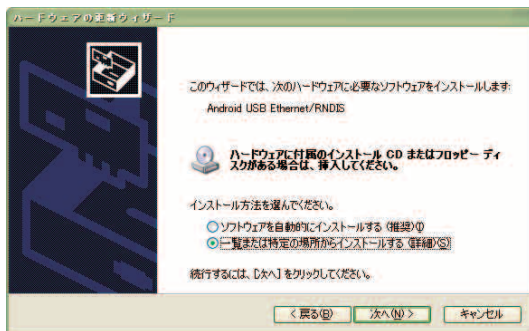 ハードウェアの更新ウィザード
このウィザードでは、次のハードウェアに必要なソフトウェアをインストールします:
Android USB Ethernet/RNDIS
ハードウェアに付属のインストール CD またはフロッピー ディ
スクがある場合は、挿入してください。
インストール方法を選んでください。
ソフトウェアを自動的にインストールする (推奨)(I)
一覧または特定の場所からインストールする (詳細)(S)
続行するには、[次へ] をクリックしてください。
< 戻る(B) 次へ(N) > キャンセル